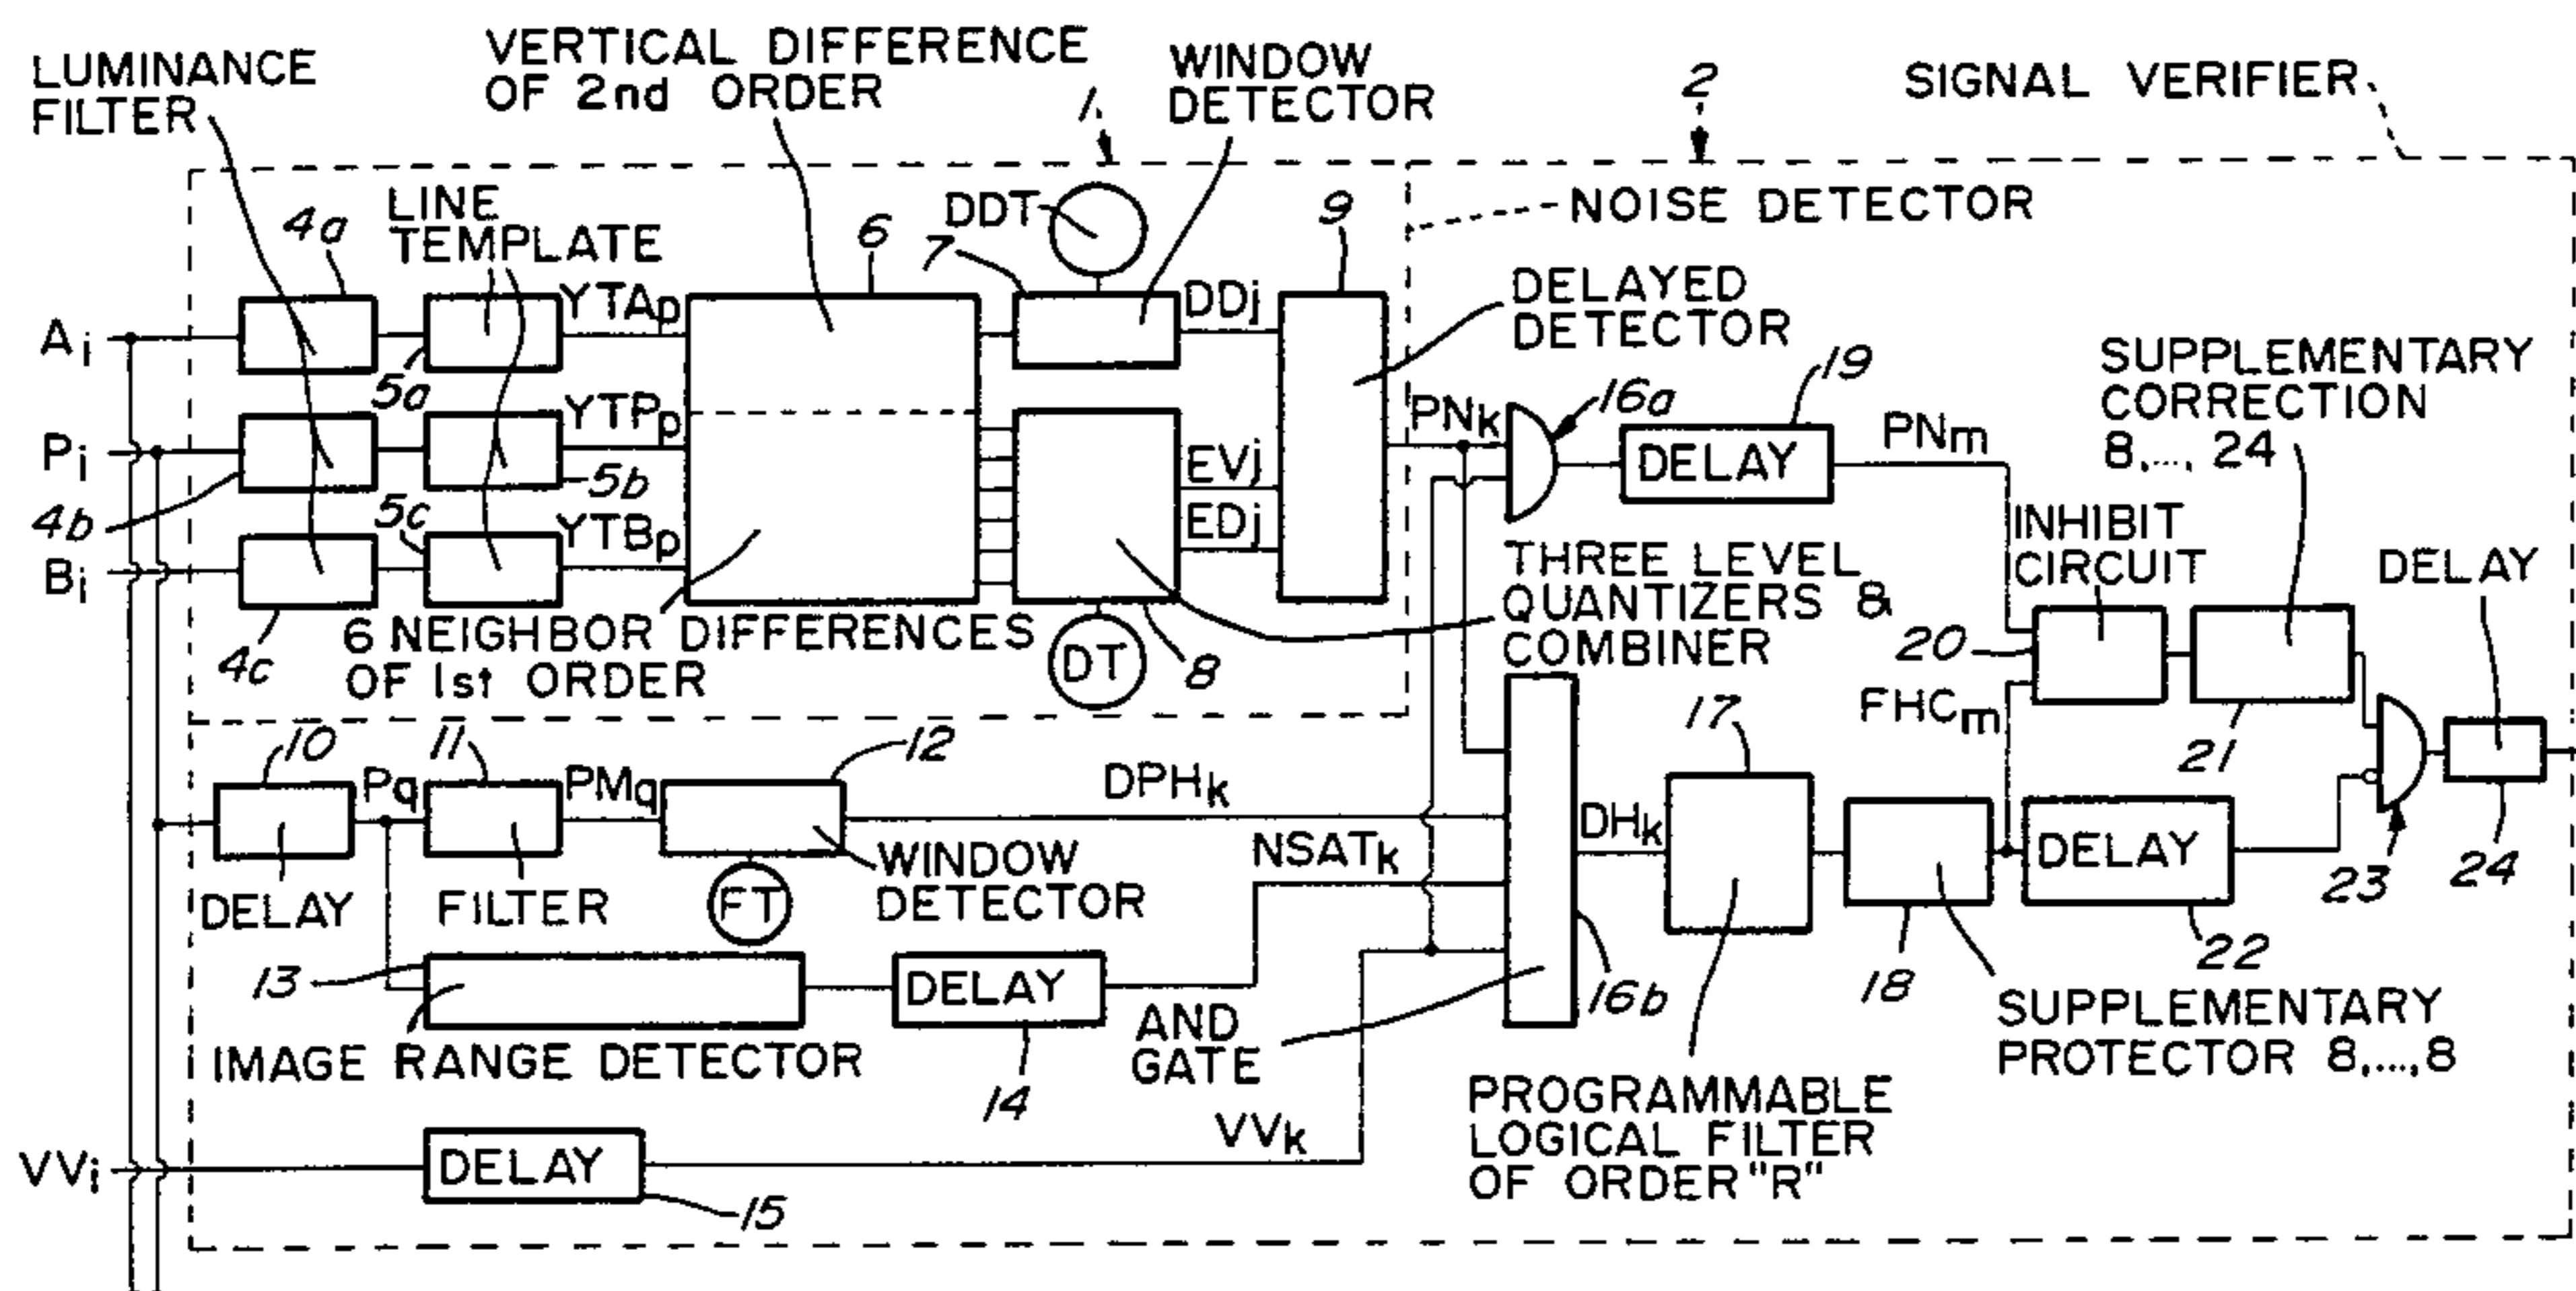 LUMINANCE
FILTER
VERTICAL DIFFERENCE
OF 2nd ORDER
1
WINDOW
DETECTOR
2
SIGNAL VERIFIER
NOISE DETECTOR
4a
LINE
TEMPLATE
6
7
DDT
9
DELAYED
DETECTOR
Ai
5a
YTAp
DDj
Pi
4b
5b
YTPp
EVj
PNk
16a
19
DELAY
PNm
SUPPLEMENTARY
CORRECTION
8,..., 24
Bi
4c
5c
YTBp
EDj
6 NEIGHBOR DIFFERENCES
OF 1st ORDER
DT
8
THREE LEVEL
QUANTIZERS &
COMBINER
INHIBIT
CIRCUIT
20
21
FHCm
DELAY
10
Pq
11
PMq
12
DPHk
DELAY
FILTER
FT
WINDOW
DETECTOR
NSATk
DHk
17
18
DELAY
22
23
24
13
IMAGE RANGE DETECTOR
DELAY
14
AND
GATE
16b
PROGRAMMABLE
LOGICAL FILTER
OF ORDER "R"
SUPPLEMENTARY
PROTECTOR 8,...,8
VVi
DELAY
15
VVk